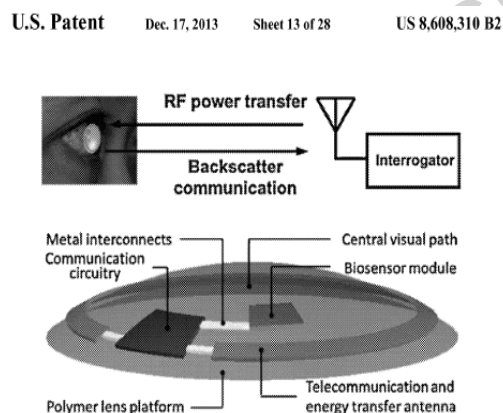 U.S. Patent Dec. 17, 2013 Sheet 13 of 28 US 8,608,310 B2
RF power transfer
Interrogator
Backscatter
communication
Metal interconnects
Central visual path
Communication
circuitry
Biosensor module
Polymer lens platform
Telecommunication and
energy transfer antenna